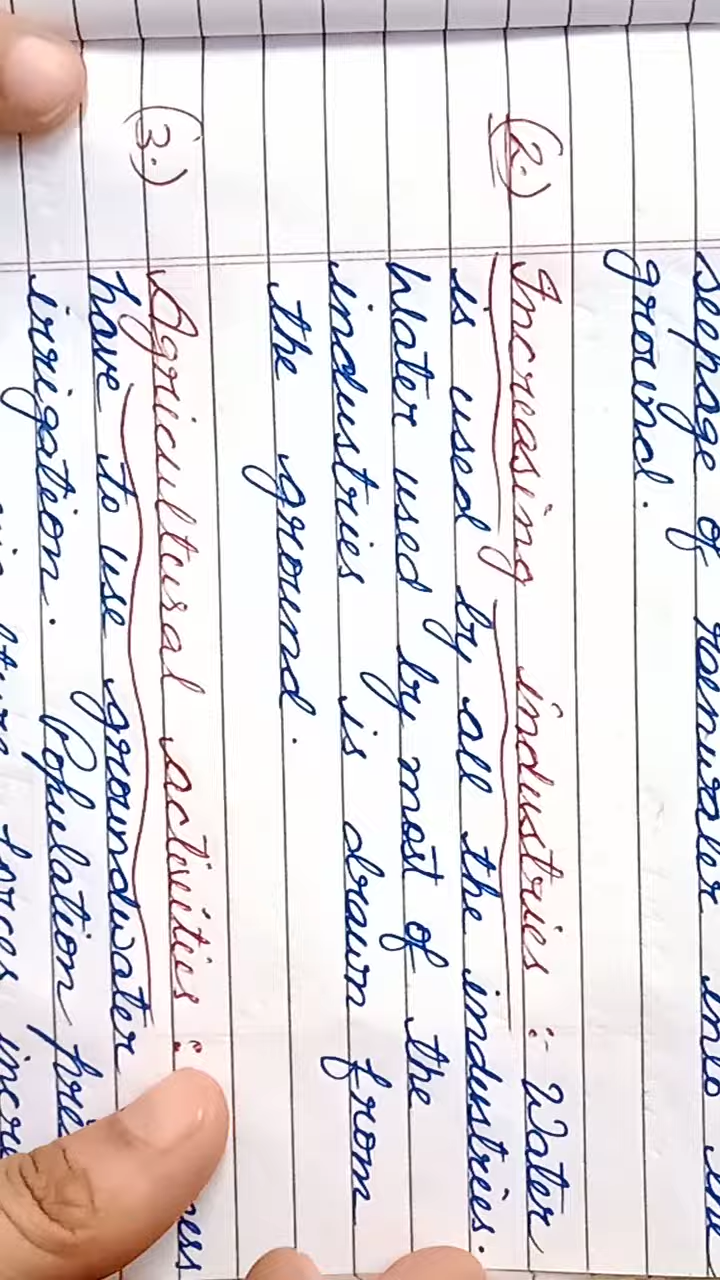 seepage of rainwater into the
ground.
(2.) Increasing industries :- Water
is used by all the industries.
Water used by most of the
industries is drawn from
the ground.
(3.) Agricultural activities :
have to use groundwater
irrigation. Population
forces